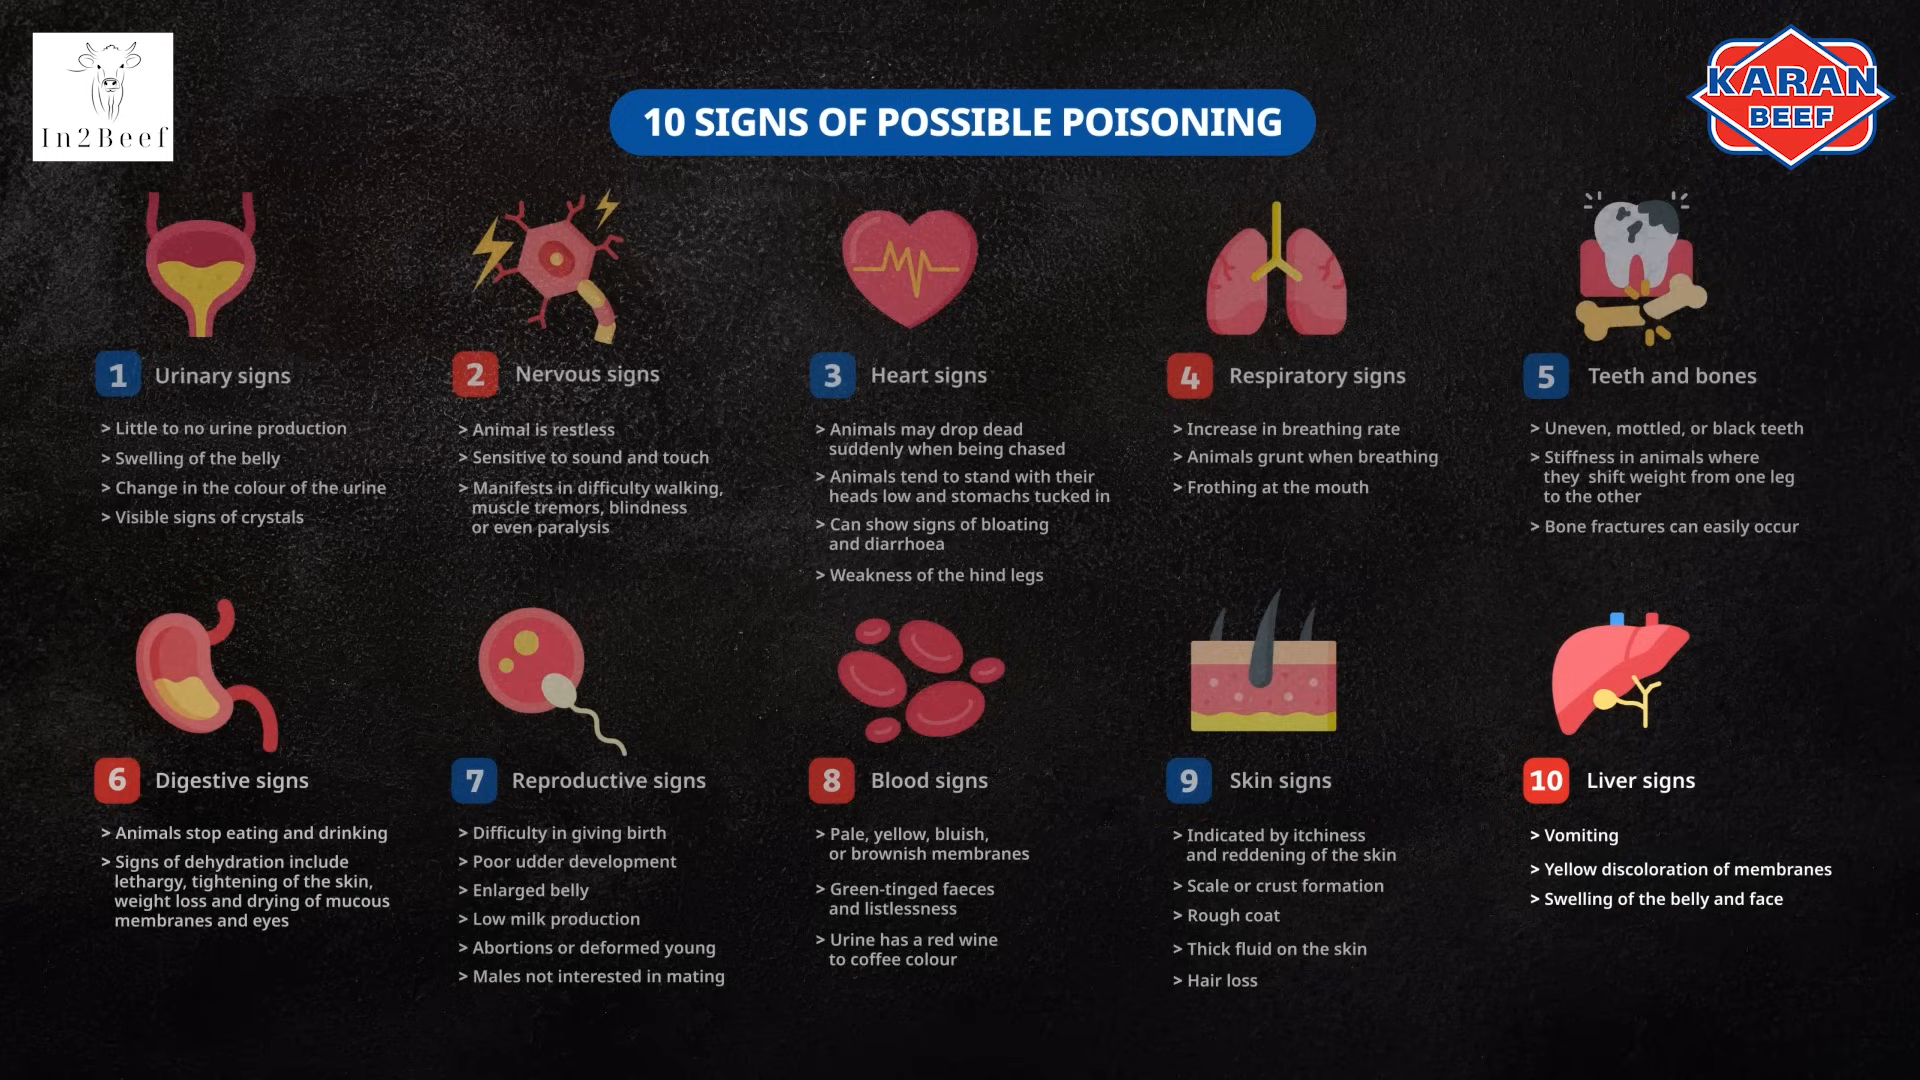 In2Beef
KARAN
BEEF
10 SIGNS OF POSSIBLE POISONING
1 Urinary signs
> Little to no urine production
> Swelling of the belly
> Change in the colour of the urine
> Visible signs of crystals
2 Nervous signs
> Animal is restless
> Sensitive to sound and touch
> Manifests in difficulty walking,
muscle tremors, blindness
or even paralysis
3 Heart signs
> Animals may drop dead
suddenly when being chased
> Animals tend to stand with their
heads low and stomachs tucked in
> Can show signs of bloating
and diarrhoea
> Weakness of the hind legs
4 Respiratory signs
> Increase in breathing rate
> Animals grunt when breathing
> Frothing at the mouth
5 Teeth and bones
> Uneven, mottled, or black teeth
> Stiffness in animals where
they shift weight from one leg
to the other
> Bone fractures can easily occur
6 Digestive signs
> Animals stop eating and drinking
> Signs of dehydration include
lethargy, tightening of the skin,
weight loss and drying of mucous
membranes and eyes
7 Reproductive signs
> Difficulty in giving birth
> Poor udder development
> Enlarged belly
> Low milk production
> Abortions or deformed young
> Males not interested in mating
8 Blood signs
> Pale, yellow, bluish,
or brownish membranes
> Green-tinged faeces
and listlessness
> Urine has a red wine
to coffee colour
9 Skin signs
> Indicated by itchiness
and reddening of the skin
> Scale or crust formation
> Rough coat
> Thick fluid on the skin
> Hair loss
10 Liver signs
> Vomiting
> Yellow discoloration of membranes
> Swelling of the belly and face